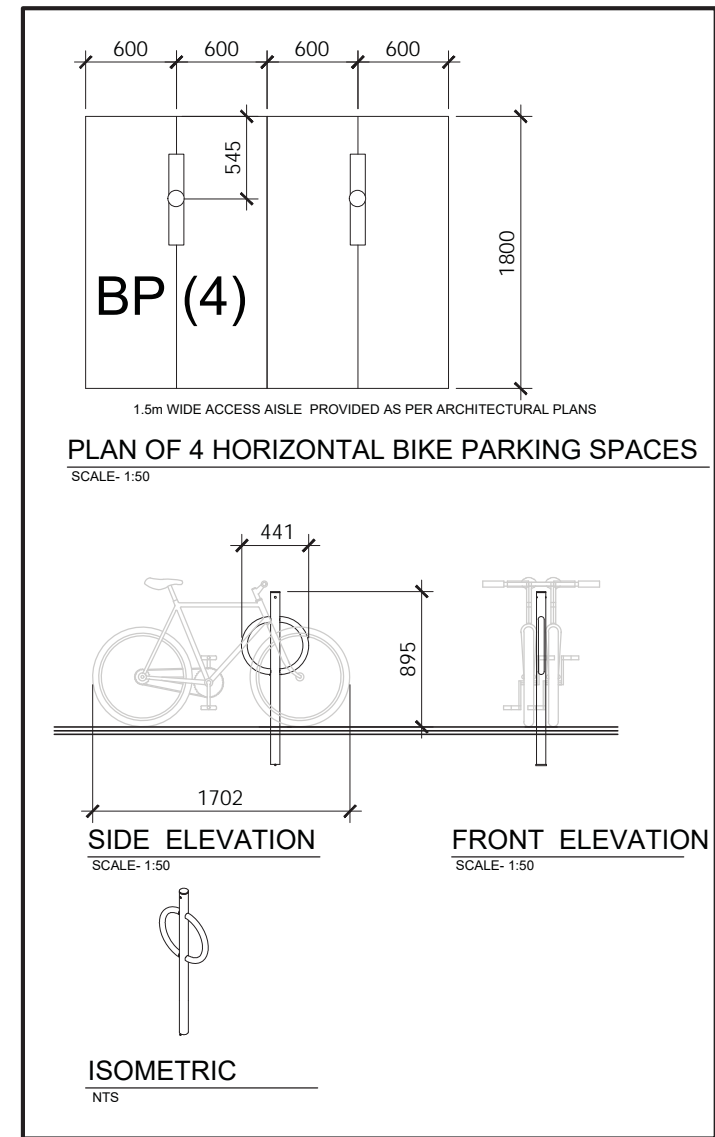 600 600 600 600
545
1800
BP (4)
1.5m WIDE ACCESS AISLE PROVIDED AS PER ARCHITECTURAL PLANS
PLAN OF 4 HORIZONTAL BIKE PARKING SPACES
SCALE- 1:50
441
895
1702
SIDE ELEVATION
SCALE- 1:50
FRONT ELEVATION
SCALE- 1:50
ISOMETRIC
NTS